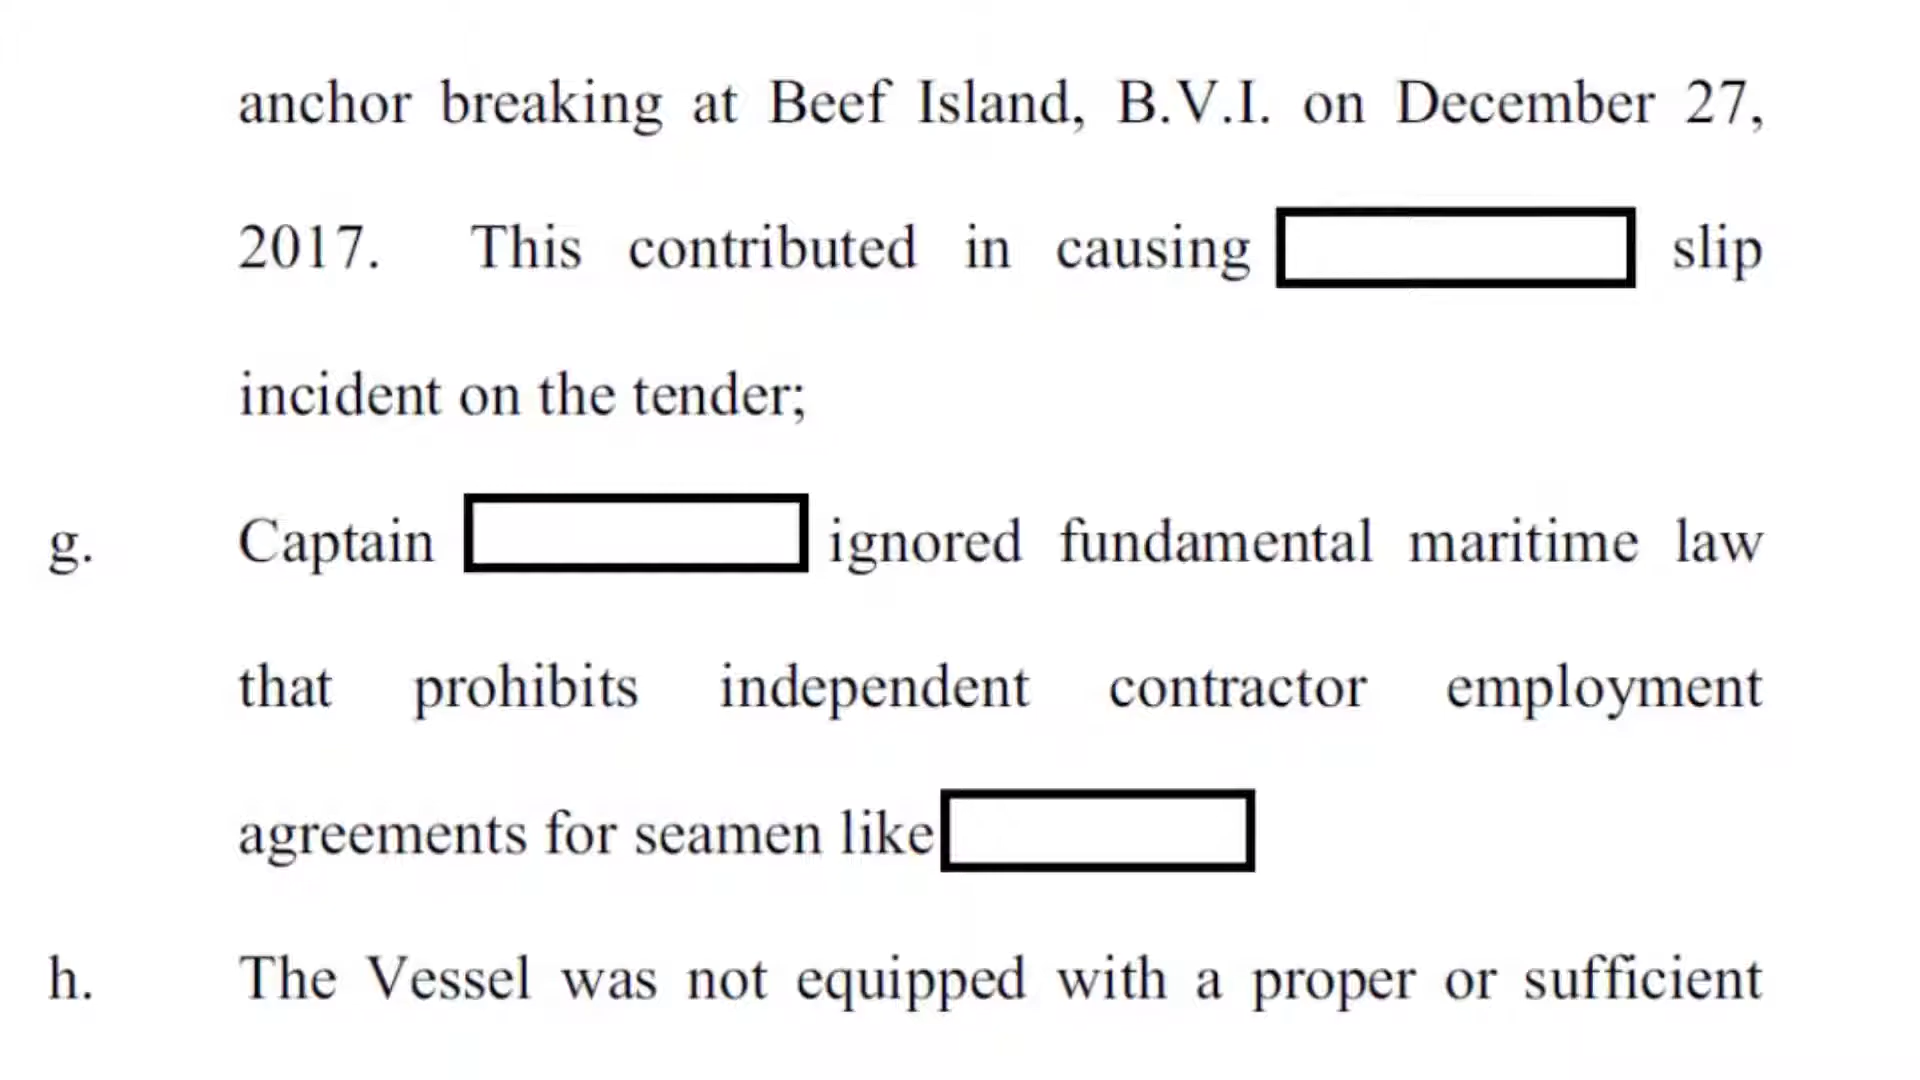 anchor breaking at Beef Island, B.V.I. on December 27,
2017. This contributed in causing slip
incident on the tender;
g. Captain ignored fundamental maritime law
that prohibits independent contractor employment
agreements for seamen like
h. The Vessel was not equipped with a proper or sufficient